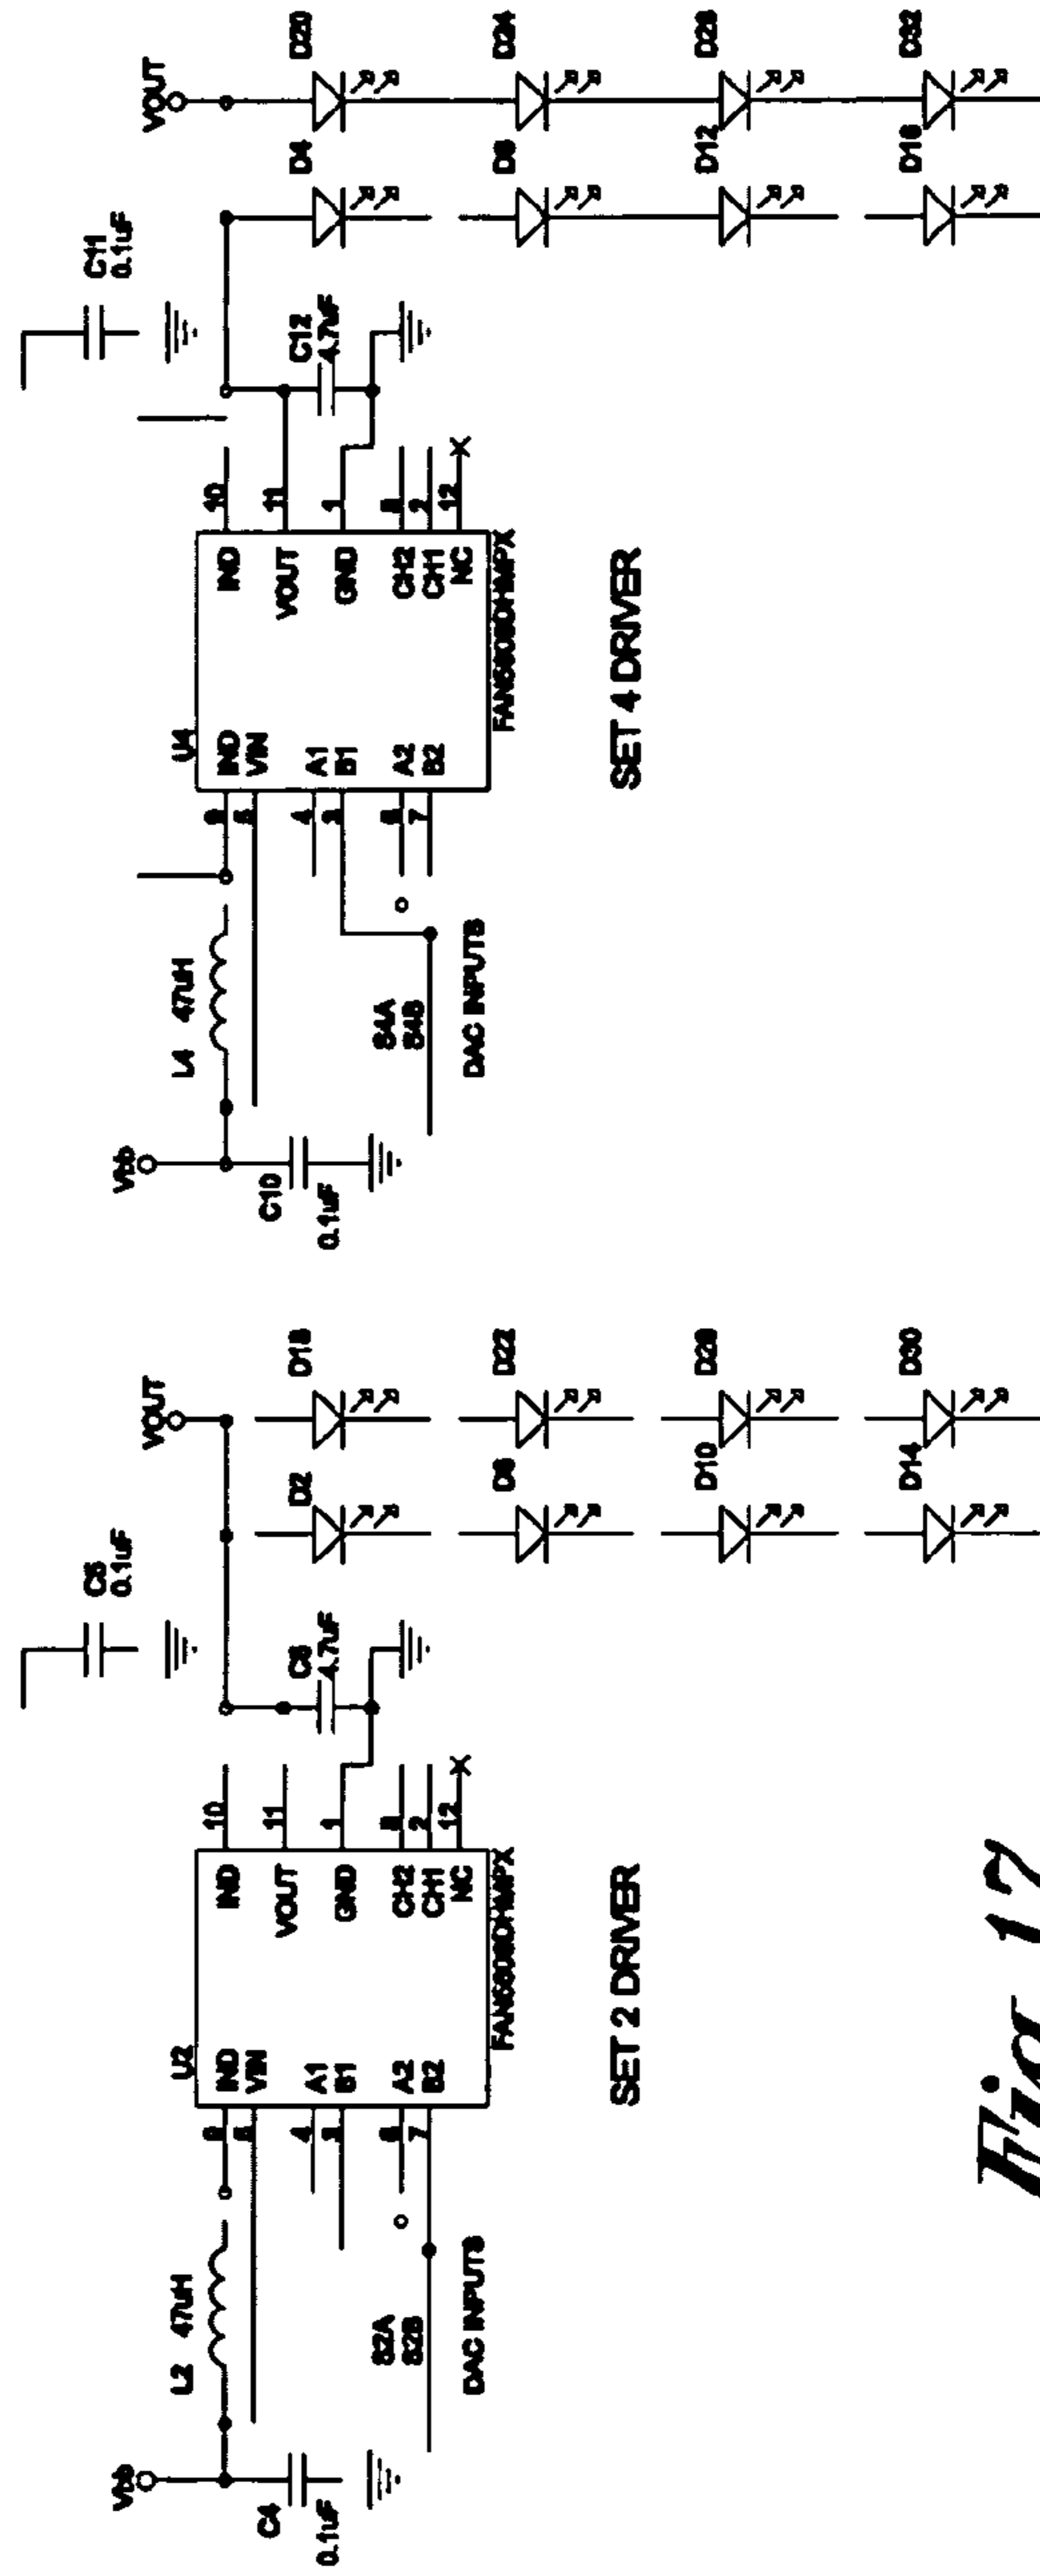 C5
0.1uF
C11
0.1uF
Vbb
L2 47uH
C4
0.1uF
U2
9 IND
5 VIN
4 A1
3 B1
6 A2
7 B2
IND 10
VOUT 11
GND 1
CH2 8
CH1 2
NC 12
S2A
S2B
DAC INPUTS
SET 2 DRIVER
4.7uF
VOUT
D2
D18
D22
D10
D14
D30
Vbb
L4 47uH
C10
0.1uF
U4
9 IND
5 VIN
4 A1
3 B1
6 A2
7 B2
IND 10
VOUT 11
GND 1
CH2 8
CH1 2
NC 12
S4A
S4B
DAC INPUTS
SET 4 DRIVER
C12
4.7uF
VOUT
D4
D20
D24
D12
D28
D16
D32
Fig 17